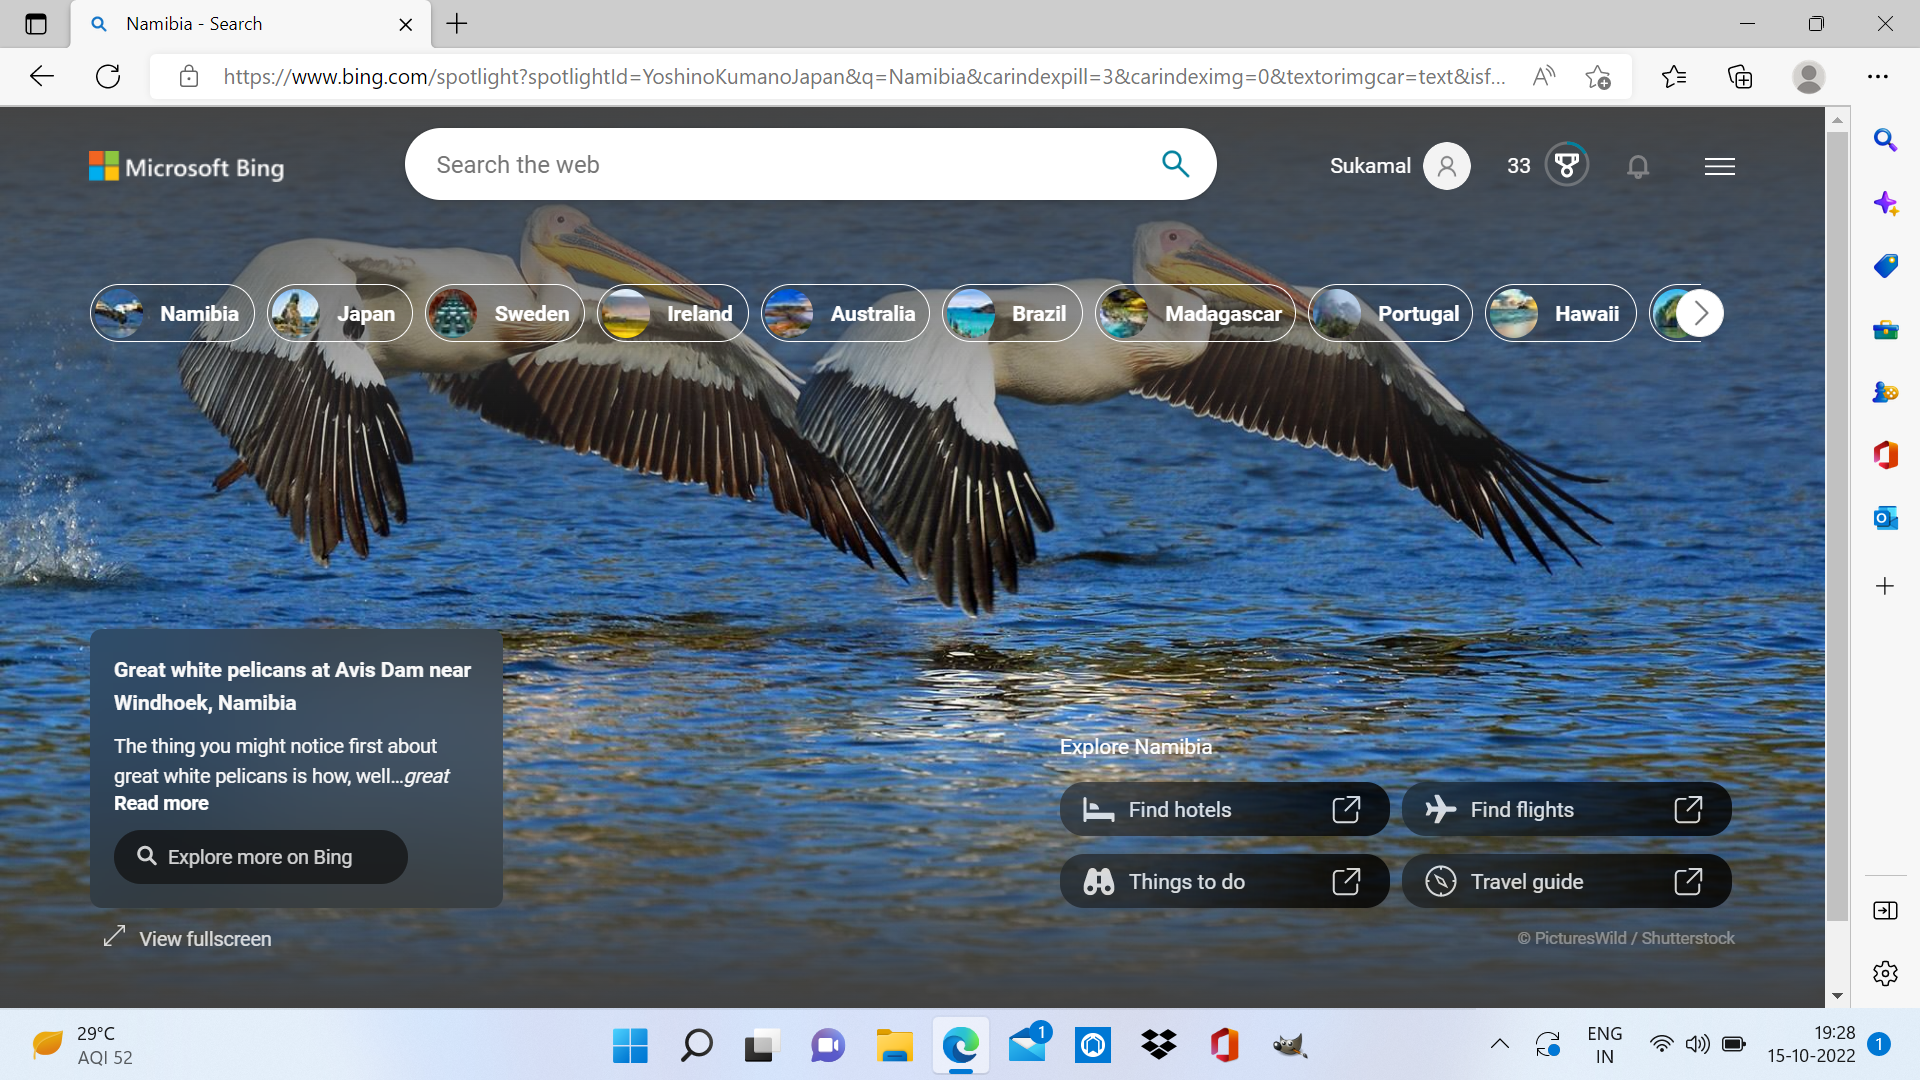 Namibia - Search
https://www.bing.com/spotlight?spotlightId=YoshinoKumanoJapan&q=Namibia&carindexpill=3&carindeximg=0&textorimgcar=text&isf...
Microsoft Bing
Search the web
Sukamal
33
Namibia
Japan
Sweden
Ireland
Australia
Brazil
Madagascar
Portugal
Hawaii
Great white pelicans at Avis Dam near
Windhoek, Namibia
The thing you might notice first about
great white pelicans is how, well...great
Read more
Explore more on Bing
View fullscreen
Explore Namibia
Find hotels
Find flights
Things to do
Travel guide
© PicturesWild / Shutterstock
29°C
AQI 52
1
ENG
IN
19:28
15-10-2022
1